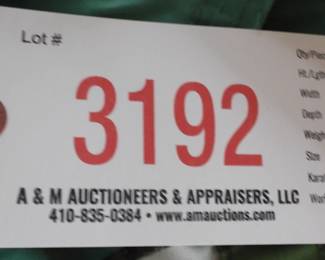 Lot #
3192
A & M AUCTIONEERS & APPRAISERS, LLC
410-835-0384 • www.amauctions.com
Width
Depth
Size